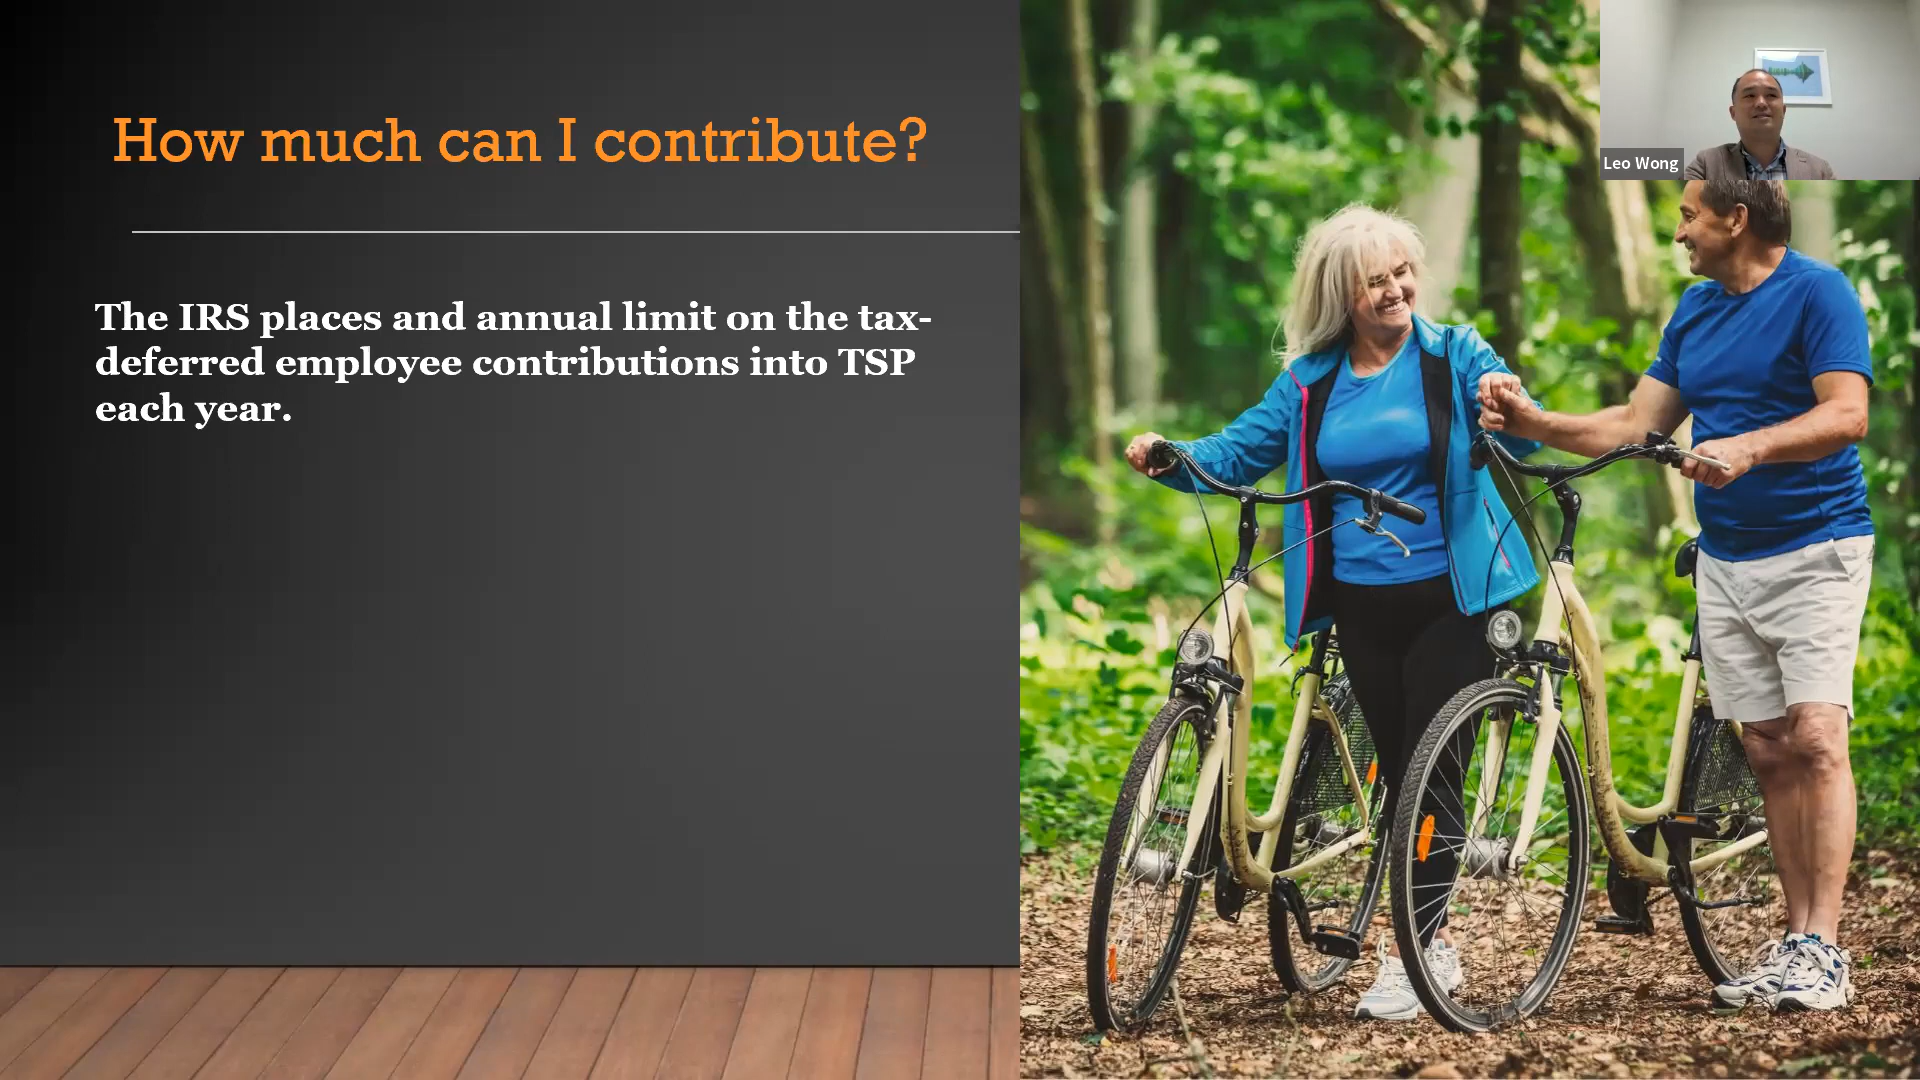 How much can I contribute?
The IRS places and annual limit on the tax-
deferred employee contributions into TSP
each year.
Leo Wong